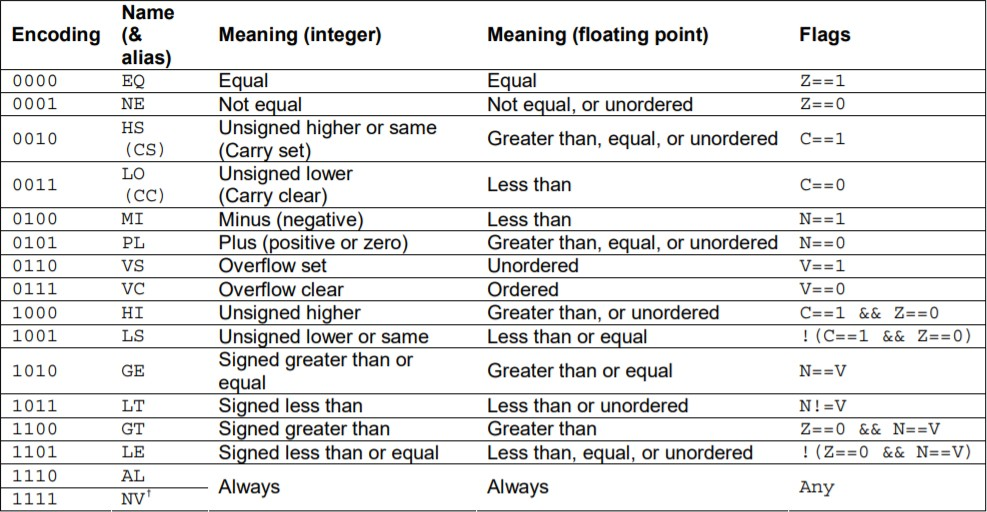 Encoding Name (& alias) Meaning (integer) Meaning (floating point) Flags
0000 EQ Equal Equal Z==1
0001 NE Not equal Not equal, or unordered Z==0
0010 HS (CS) Unsigned higher or same (Carry set) Greater than, equal, or unordered C==1
0011 LO (CC) Unsigned lower (Carry clear) Less than C==0
0100 MI Minus (negative) Less than N==1
0101 PL Plus (positive or zero) Greater than, equal, or unordered N==0
0110 VS Overflow set Unordered V==1
0111 VC Overflow clear Ordered V==0
1000 HI Unsigned higher Greater than, or unordered C==1 && Z==0
1001 LS Unsigned lower or same Less than or equal !(C==1 && Z==0)
1010 GE Signed greater than or equal Greater than or equal N==V
1011 LT Signed less than Less than or unordered N!=V
1100 GT Signed greater than Greater than Z==0 && N==V
1101 LE Signed less than or equal Less than, equal, or unordered !(Z==0 && N==V)
1110 AL Always Always Any
1111 NV†